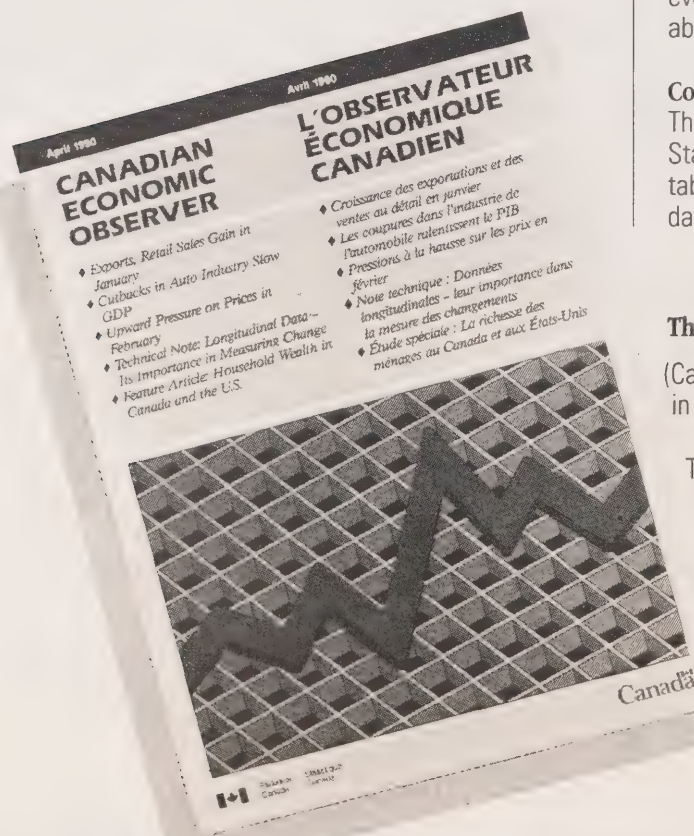 April 1990
Avril 1990
CANADIAN
ECONOMIC
OBSERVER
♦ Exports, Retail Sales Gain in
January
♦ Cutbacks in Auto Industry Slow
GDP
♦ Upward Pressure on Prices in
February
♦ Technical Note: Longitudinal Data–
Its Importance in Measuring Change
♦ Feature Article: Household Wealth in
Canada and the U.S.
L'OBSERVATEUR
ÉCONOMIQUE
CANADIEN
♦ Croissance des exportations et des
ventes au détail en janvier
♦ Les coupures dans l'industrie de
l'automobile ralentissent le PIB
♦ Pressions à la hausse sur les prix en
février
♦ Note technique : Données
longitudinales – leur importance dans
la mesure des changements
♦ Étude spéciale : La richesse des
ménages au Canada et aux États-Unis
Canada
Statistics Statistique
Canada Canada
ab
Co
Th
Sta
tab
da
Th
(Ca
in
T